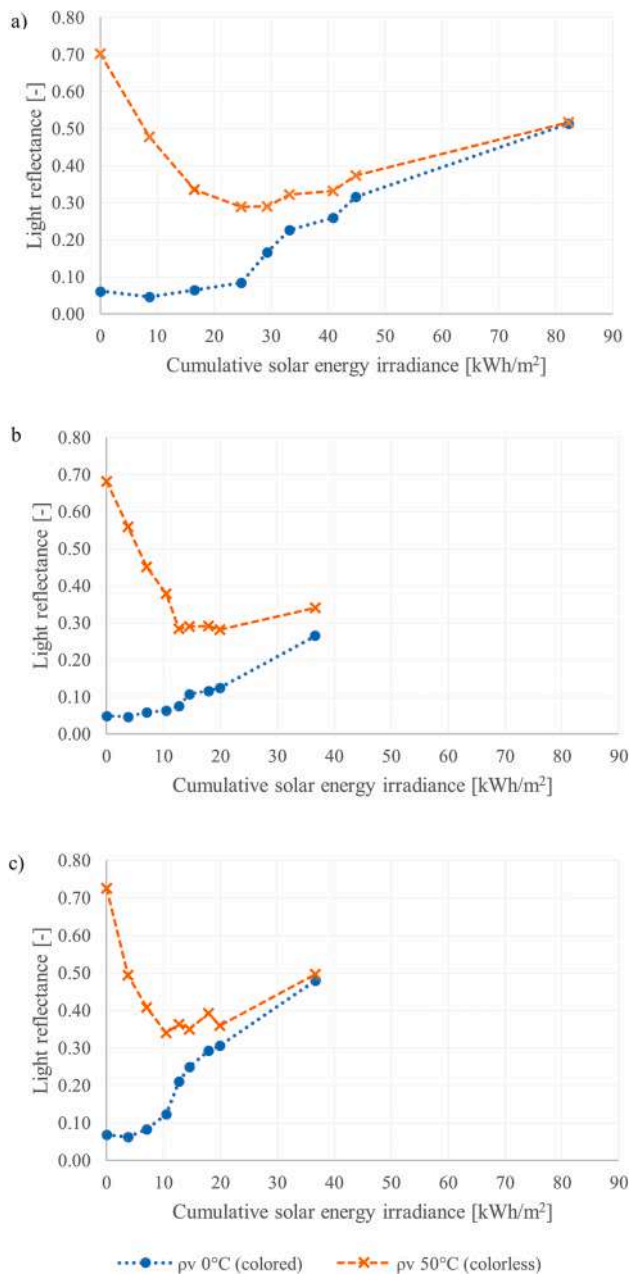 a)
0.80
0.70
0.60
0.50
0.40
0.30
0.20
0.10
0.00
Light reflectance [-]
0 10 20 30 40 50 60 70 80 90
Cumulative solar energy irradiance [kWh/m²]
b
0.80
0.70
0.60
0.50
0.40
0.30
0.20
0.10
0.00
Light reflectance [-]
0 10 20 30 40 50 60 70 80 90
Cumulative solar energy irradiance [kWh/m²]
c)
0.80
0.70
0.60
0.50
0.40
0.30
0.20
0.10
0.00
Light reflectance [-]
0 10 20 30 40 50 60 70 80 90
Cumulative solar energy irradiance [kWh/m²]
ρv 0°C (colored) ρv 50°C (colorless)